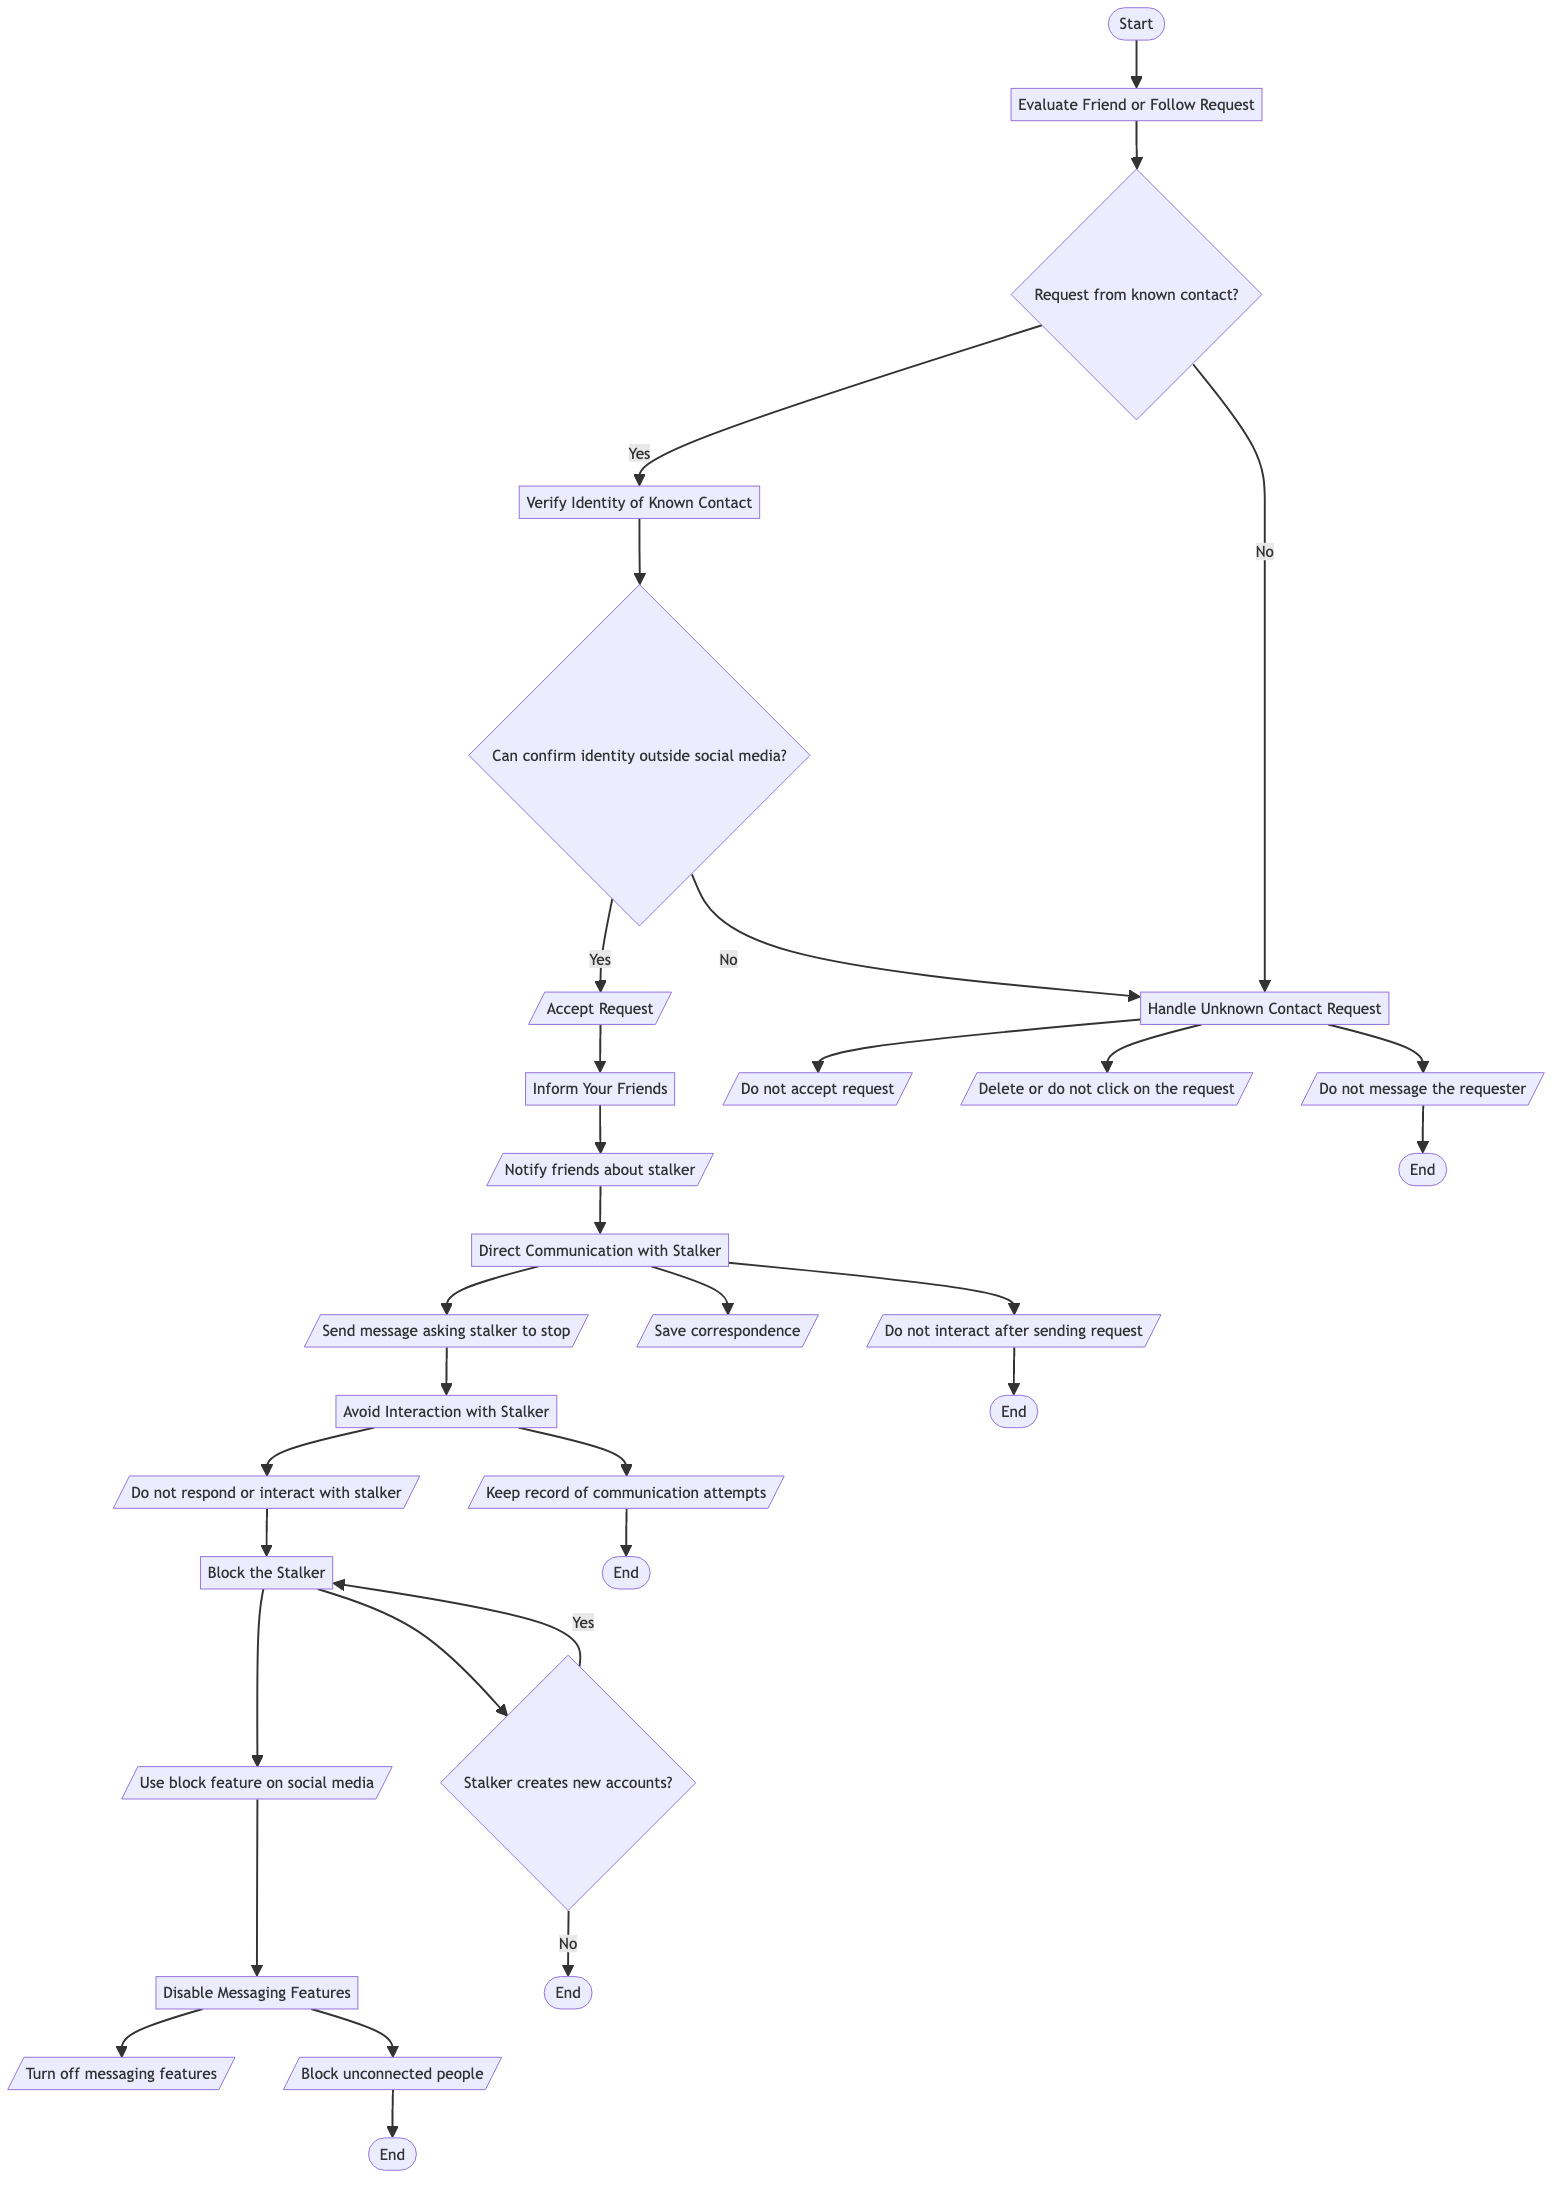 Start
Evaluate Friend or Follow Request
Request from known contact?
Yes
Verify Identity of Known Contact
No
Can confirm identity outside social media?
Yes
No
Accept Request
Handle Unknown Contact Request
Inform Your Friends
Do not accept request
Delete or do not click on the request
Do not message the requester
Notify friends about stalker
End
Direct Communication with Stalker
Send message asking stalker to stop
Save correspondence
Do not interact after sending request
Avoid Interaction with Stalker
End
Do not respond or interact with stalker
Keep record of communication attempts
Block the Stalker
End
Yes
Use block feature on social media
Stalker creates new accounts?
No
Disable Messaging Features
End
Turn off messaging features
Block unconnected people
End